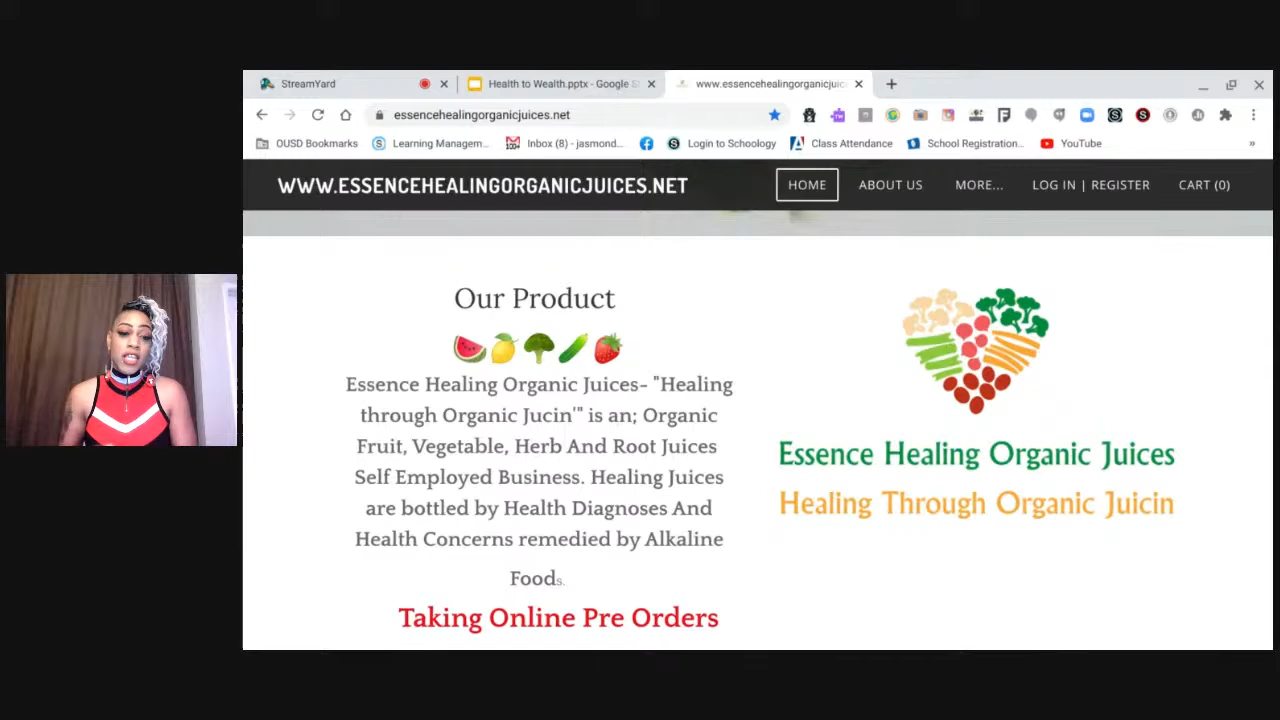 StreamYard
Health to Wealth.pptx - Google S
www.essencehealingorganicjuic
essencehealingorganicjuices.net
OUSD Bookmarks
Learning Managem...
Inbox (8) - jasmond...
Login to Schoology
Class Attendance
School Registration...
YouTube
»
WWW.ESSENCEHEALINGORGANICJUICES.NET
HOME
ABOUT US
MORE...
LOG IN | REGISTER
CART (0)
Our Product
Essence Healing Organic Juices- "Healing
through Organic Jucin'" is an; Organic
Fruit, Vegetable, Herb And Root Juices
Self Employed Business. Healing Juices
are bottled by Health Diagnoses And
Health Concerns remedied by Alkaline
Foods.
Taking Online Pre Orders
Essence Healing Organic Juices
Healing Through Organic Juicin